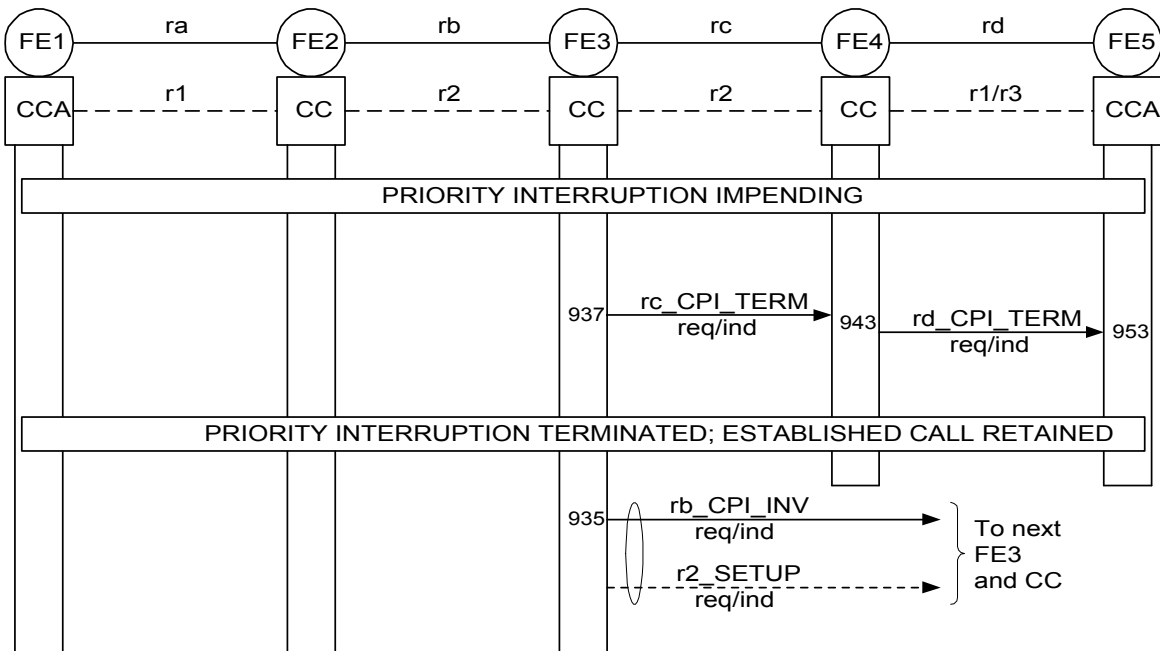 FE1 ra FE2 rb FE3 rc FE4 rd FE5
CCA r1 CC r2 CC r2 CC r1/r3 CCA
PRIORITY INTERRUPTION IMPENDING
937 rc_CPI_TERM 943 rd_CPI_TERM 953
req/ind req/ind
PRIORITY INTERRUPTION TERMINATED; ESTABLISHED CALL RETAINED
935 rb_CPI_INV
req/ind
r2_SETUP
req/ind
To next
FE3
and CC